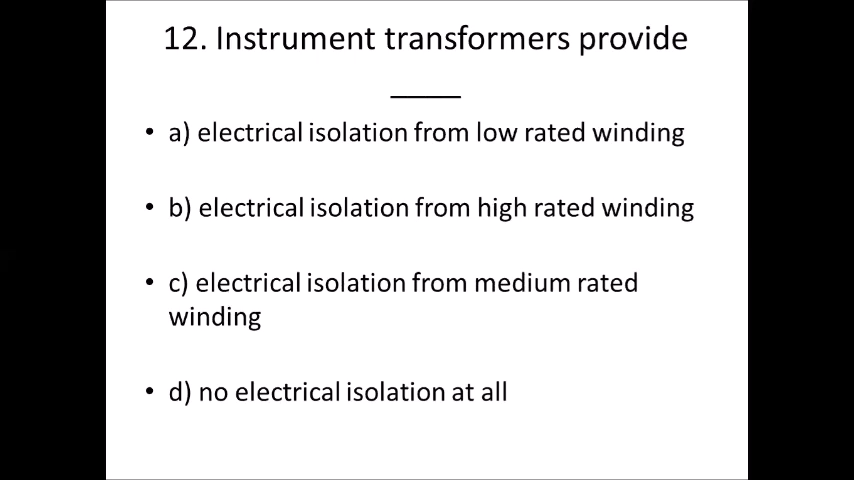 12. Instrument transformers provide
_____
• a) electrical isolation from low rated winding
• b) electrical isolation from high rated winding
• c) electrical isolation from medium rated
winding
• d) no electrical isolation at all